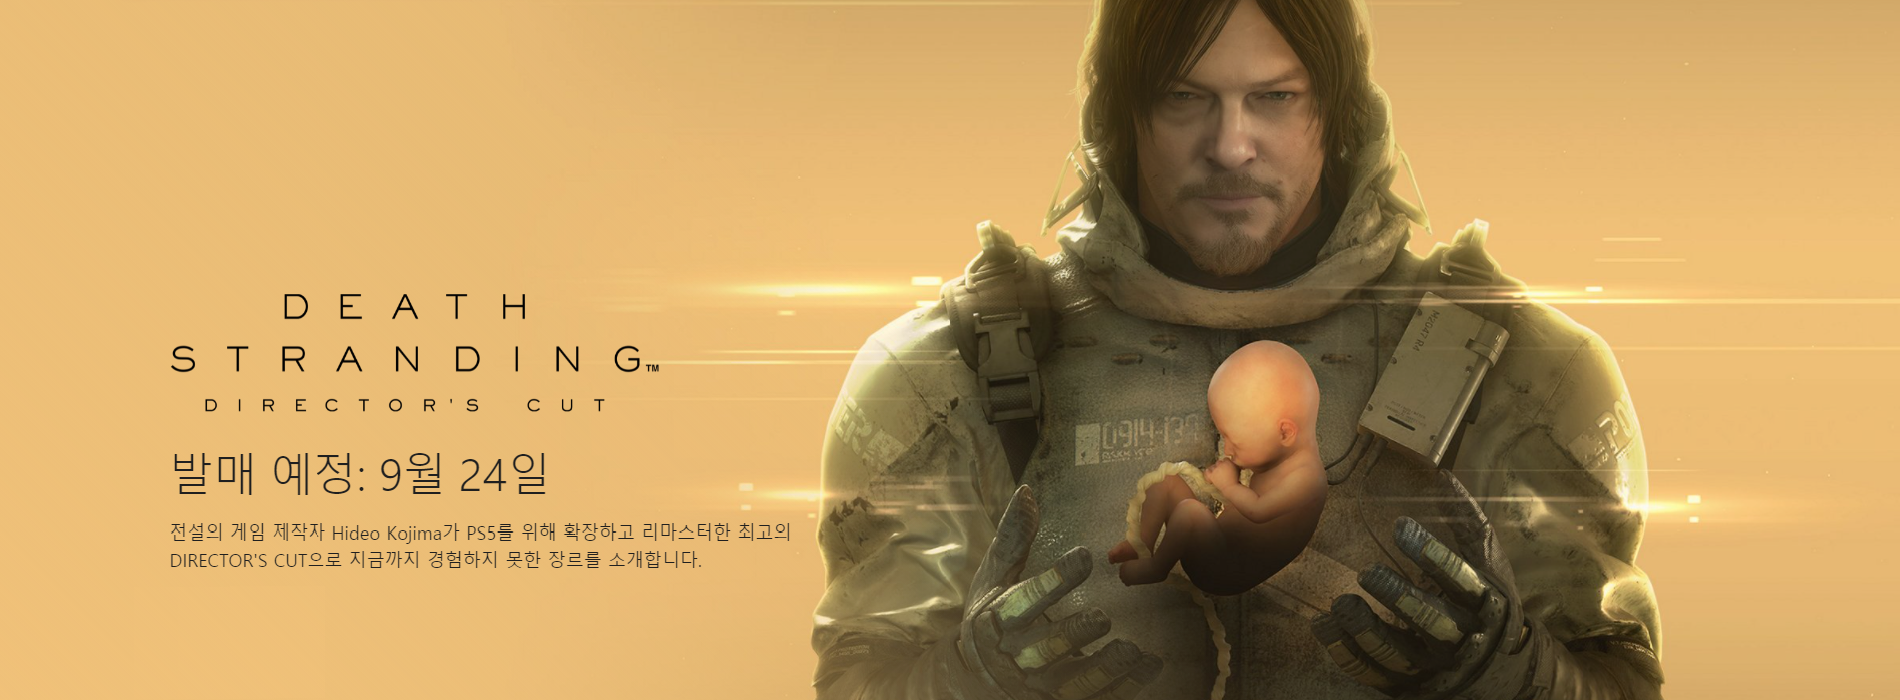 DEATH
STRANDING™
DIRECTOR'S CUT
발매 예정: 9월 24일
전설의 게임 제작자 Hideo Kojima가 PS5를 위해 확장하고 리마스터한 최고의
DIRECTOR'S CUT으로 지금까지 경험하지 못한 장르를 소개합니다.
M2047 R4